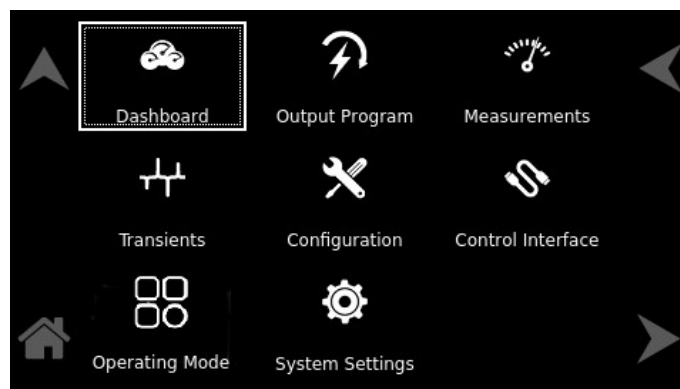 Dashboard
Output Program
Measurements
Transients
Configuration
Control Interface
Operating Mode
System Settings